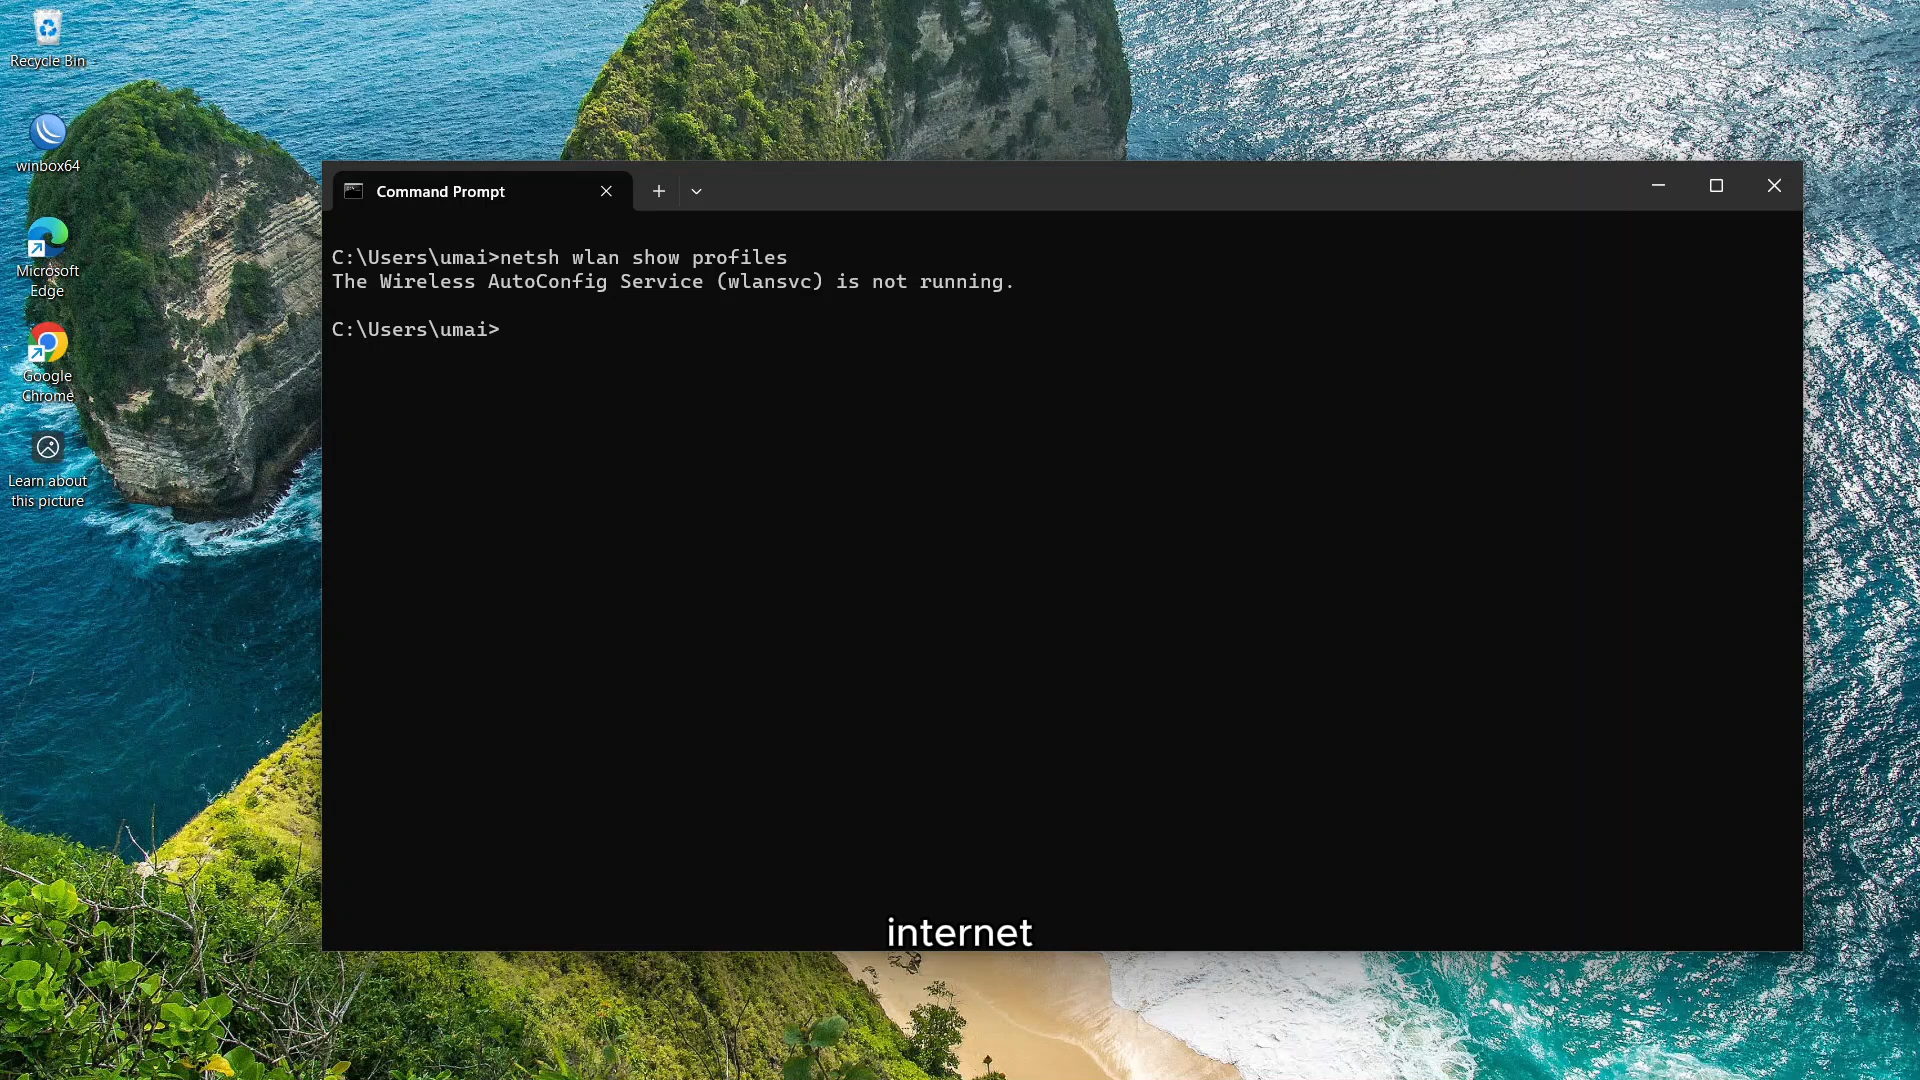 Recycle Bin
winbox64
Microsoft
Edge
Google
Chrome
Learn about
this picture
Command Prompt
C:\Users\umai>netsh wlan show profiles
The Wireless AutoConfig Service (wlansvc) is not running.
C:\Users\umai>
internet